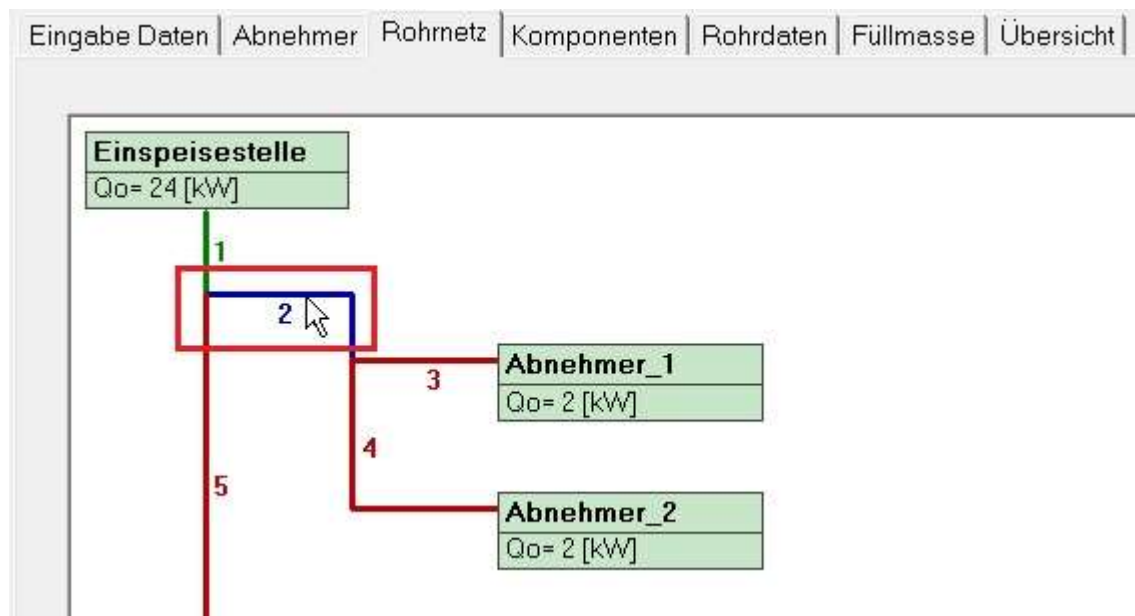 Eingabe Daten Abnehmer Rohrnetz Komponenten Rohrdaten Füllmasse Übersicht
Einspeisestelle
Qo= 24 [kW]
1
2
Abnehmer_1
Qo= 2 [kW]
3
4
5
Abnehmer_2
Qo= 2 [kW]